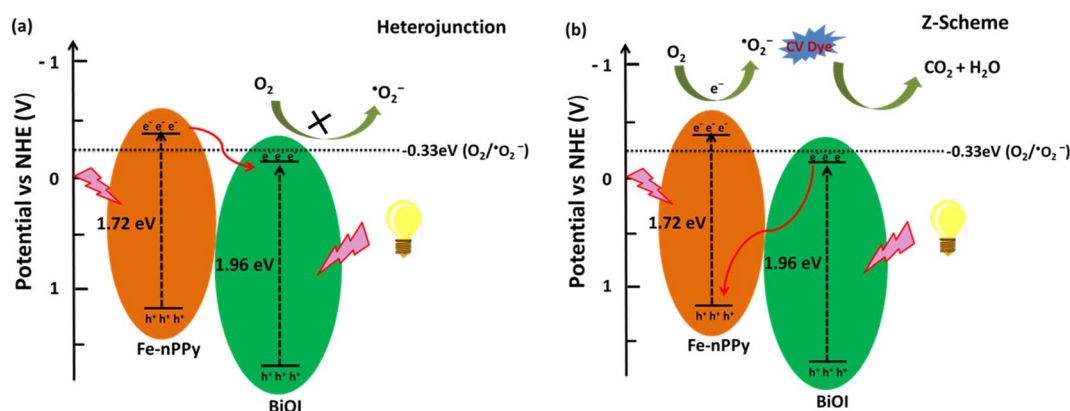 (a)
Heterojunction
Potential vs NHE (V)
- 1
0
1
O₂
•O₂⁻
e⁻ e⁻ e⁻
e⁻ e⁻ e⁻
-0.33eV (O₂/•O₂⁻)
1.72 eV
1.96 eV
h⁺ h⁺ h⁺
Fe-nPPy
h⁺ h⁺ h⁺
BiOI
(b)
Z-Scheme
Potential vs NHE (V)
- 1
0
1
O₂
•O₂⁻
e⁻
CV Dye
CO₂ + H₂O
e⁻ e⁻ e⁻
e e⁻ e⁻
-0.33eV (O₂/•O₂⁻)
1.72 eV
1.96 eV
h⁺ h⁺ h⁺
Fe-nPPy
h⁺ h⁺ h⁺
BiOI